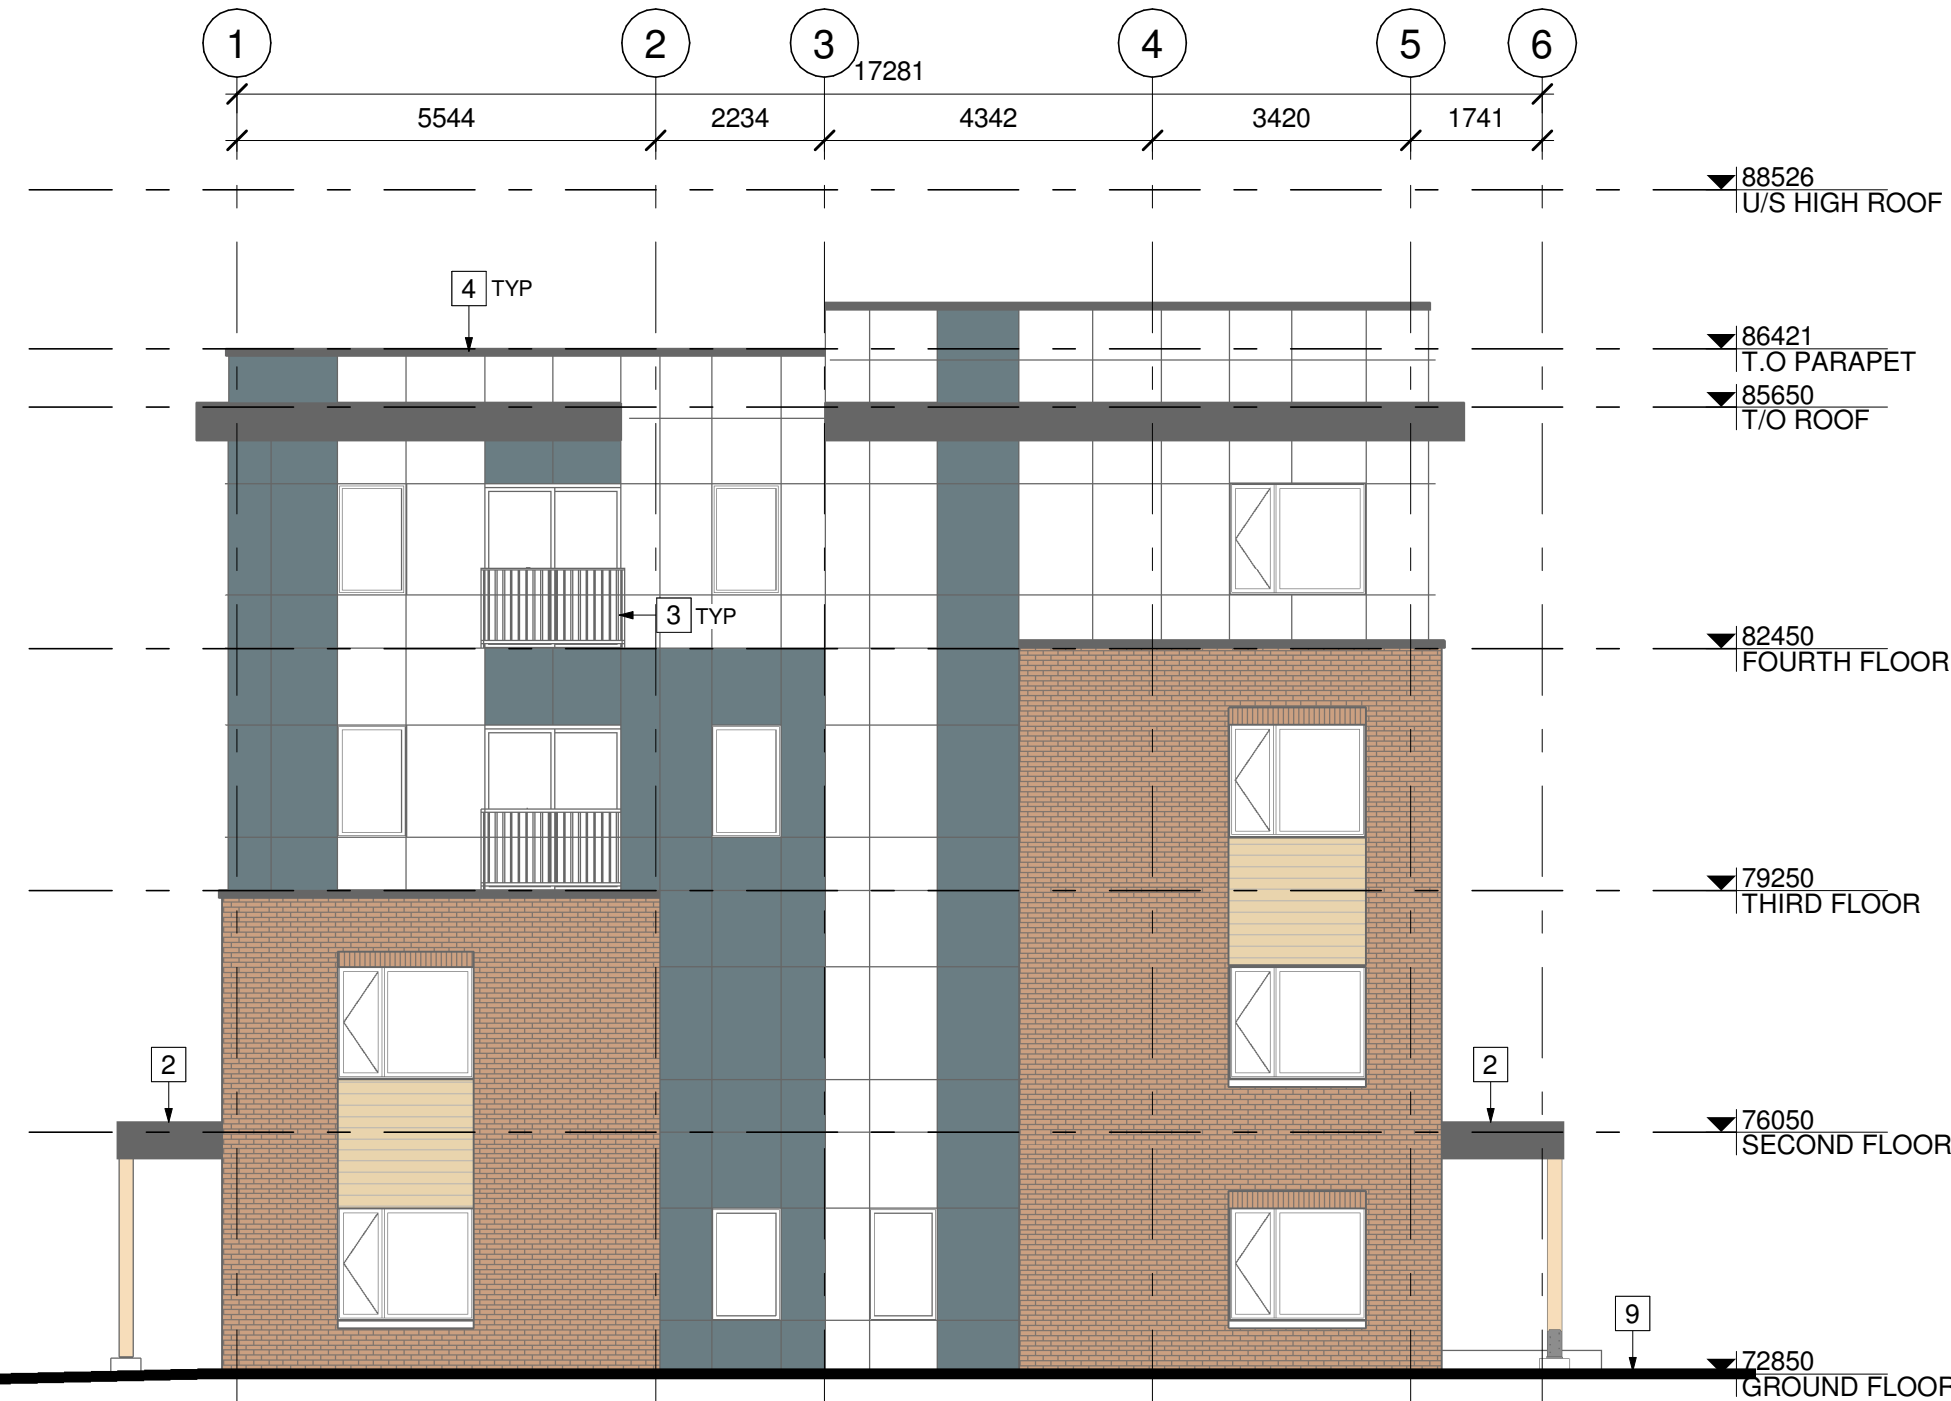 1 2 3 4 5 6
17281
5544 2234 4342 3420 1741
88526
U/S HIGH ROOF
4 TYP
86421
T.O PARAPET
85650
T/O ROOF
3 TYP
82450
FOURTH FLOOR
79250
THIRD FLOOR
2 2
76050
SECOND FLOOR
9
72850
GROUND FLOOR